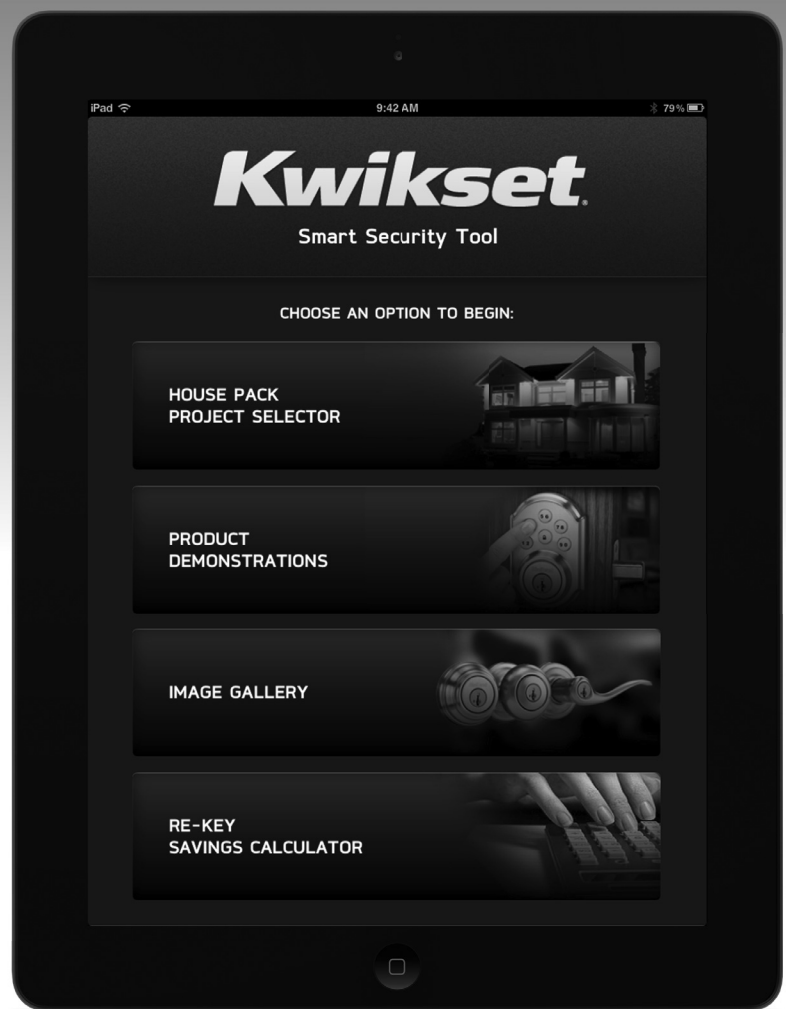 iPad 9:42 AM 79%
Kwikset®
Smart Security Tool
CHOOSE AN OPTION TO BEGIN:
HOUSE PACK
PROJECT SELECTOR
PRODUCT
DEMONSTRATIONS
IMAGE GALLERY
RE-KEY
SAVINGS CALCULATOR